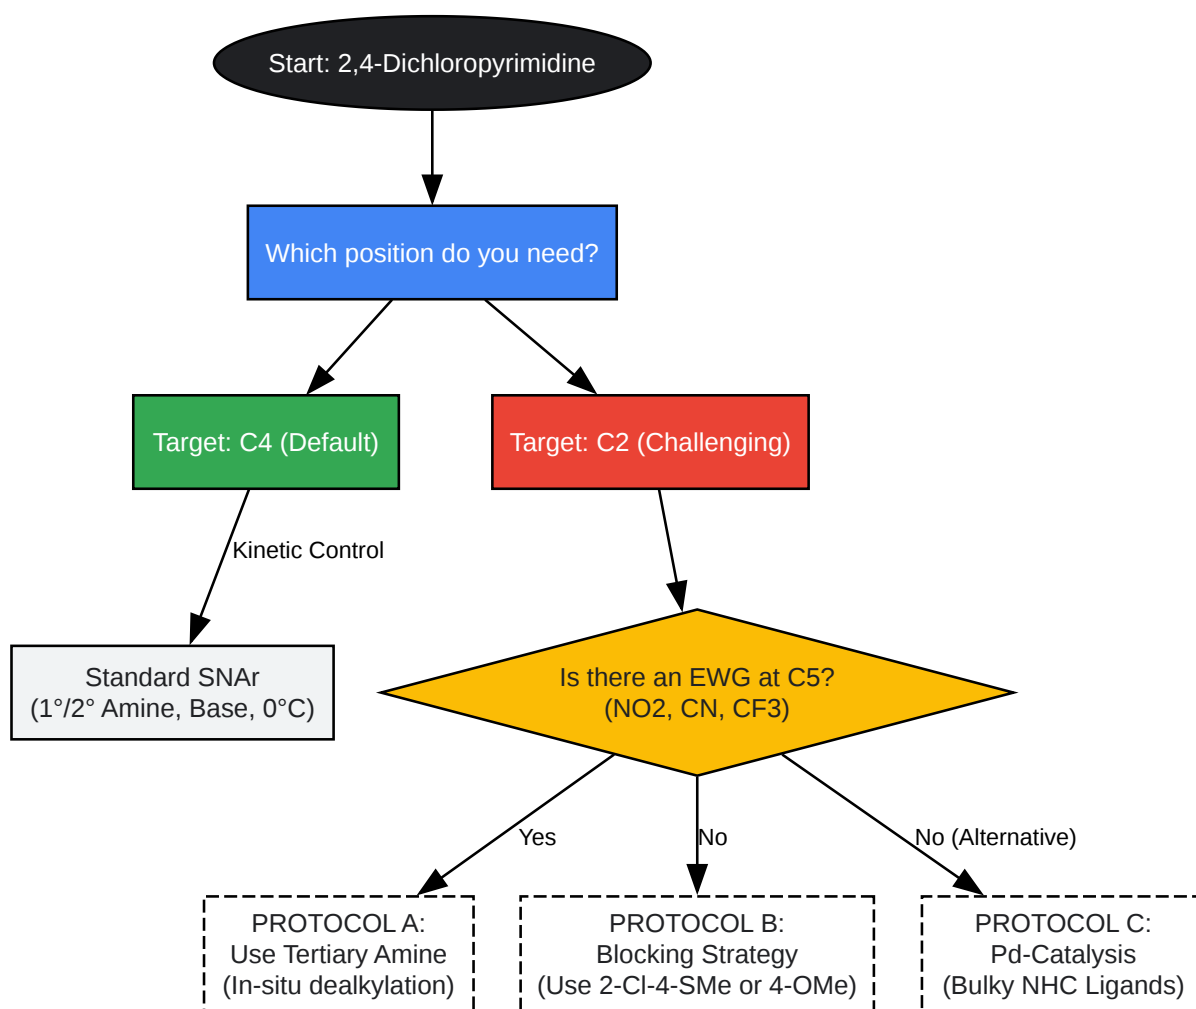 Start: 2,4-Dichloropyrimidine
Which position do you need?
Target: C4 (Default)
Target: C2 (Challenging)
Kinetic Control
Standard SNAr
(1°/2° Amine, Base, 0°C)
Is there an EWG at C5?
(NO2, CN, CF3)
Yes
No
No (Alternative)
PROTOCOL A:
Use Tertiary Amine
(In-situ dealkylation)
PROTOCOL B:
Blocking Strategy
(Use 2-Cl-4-SMe or 4-OMe)
PROTOCOL C:
Pd-Catalysis
(Bulky NHC Ligands)